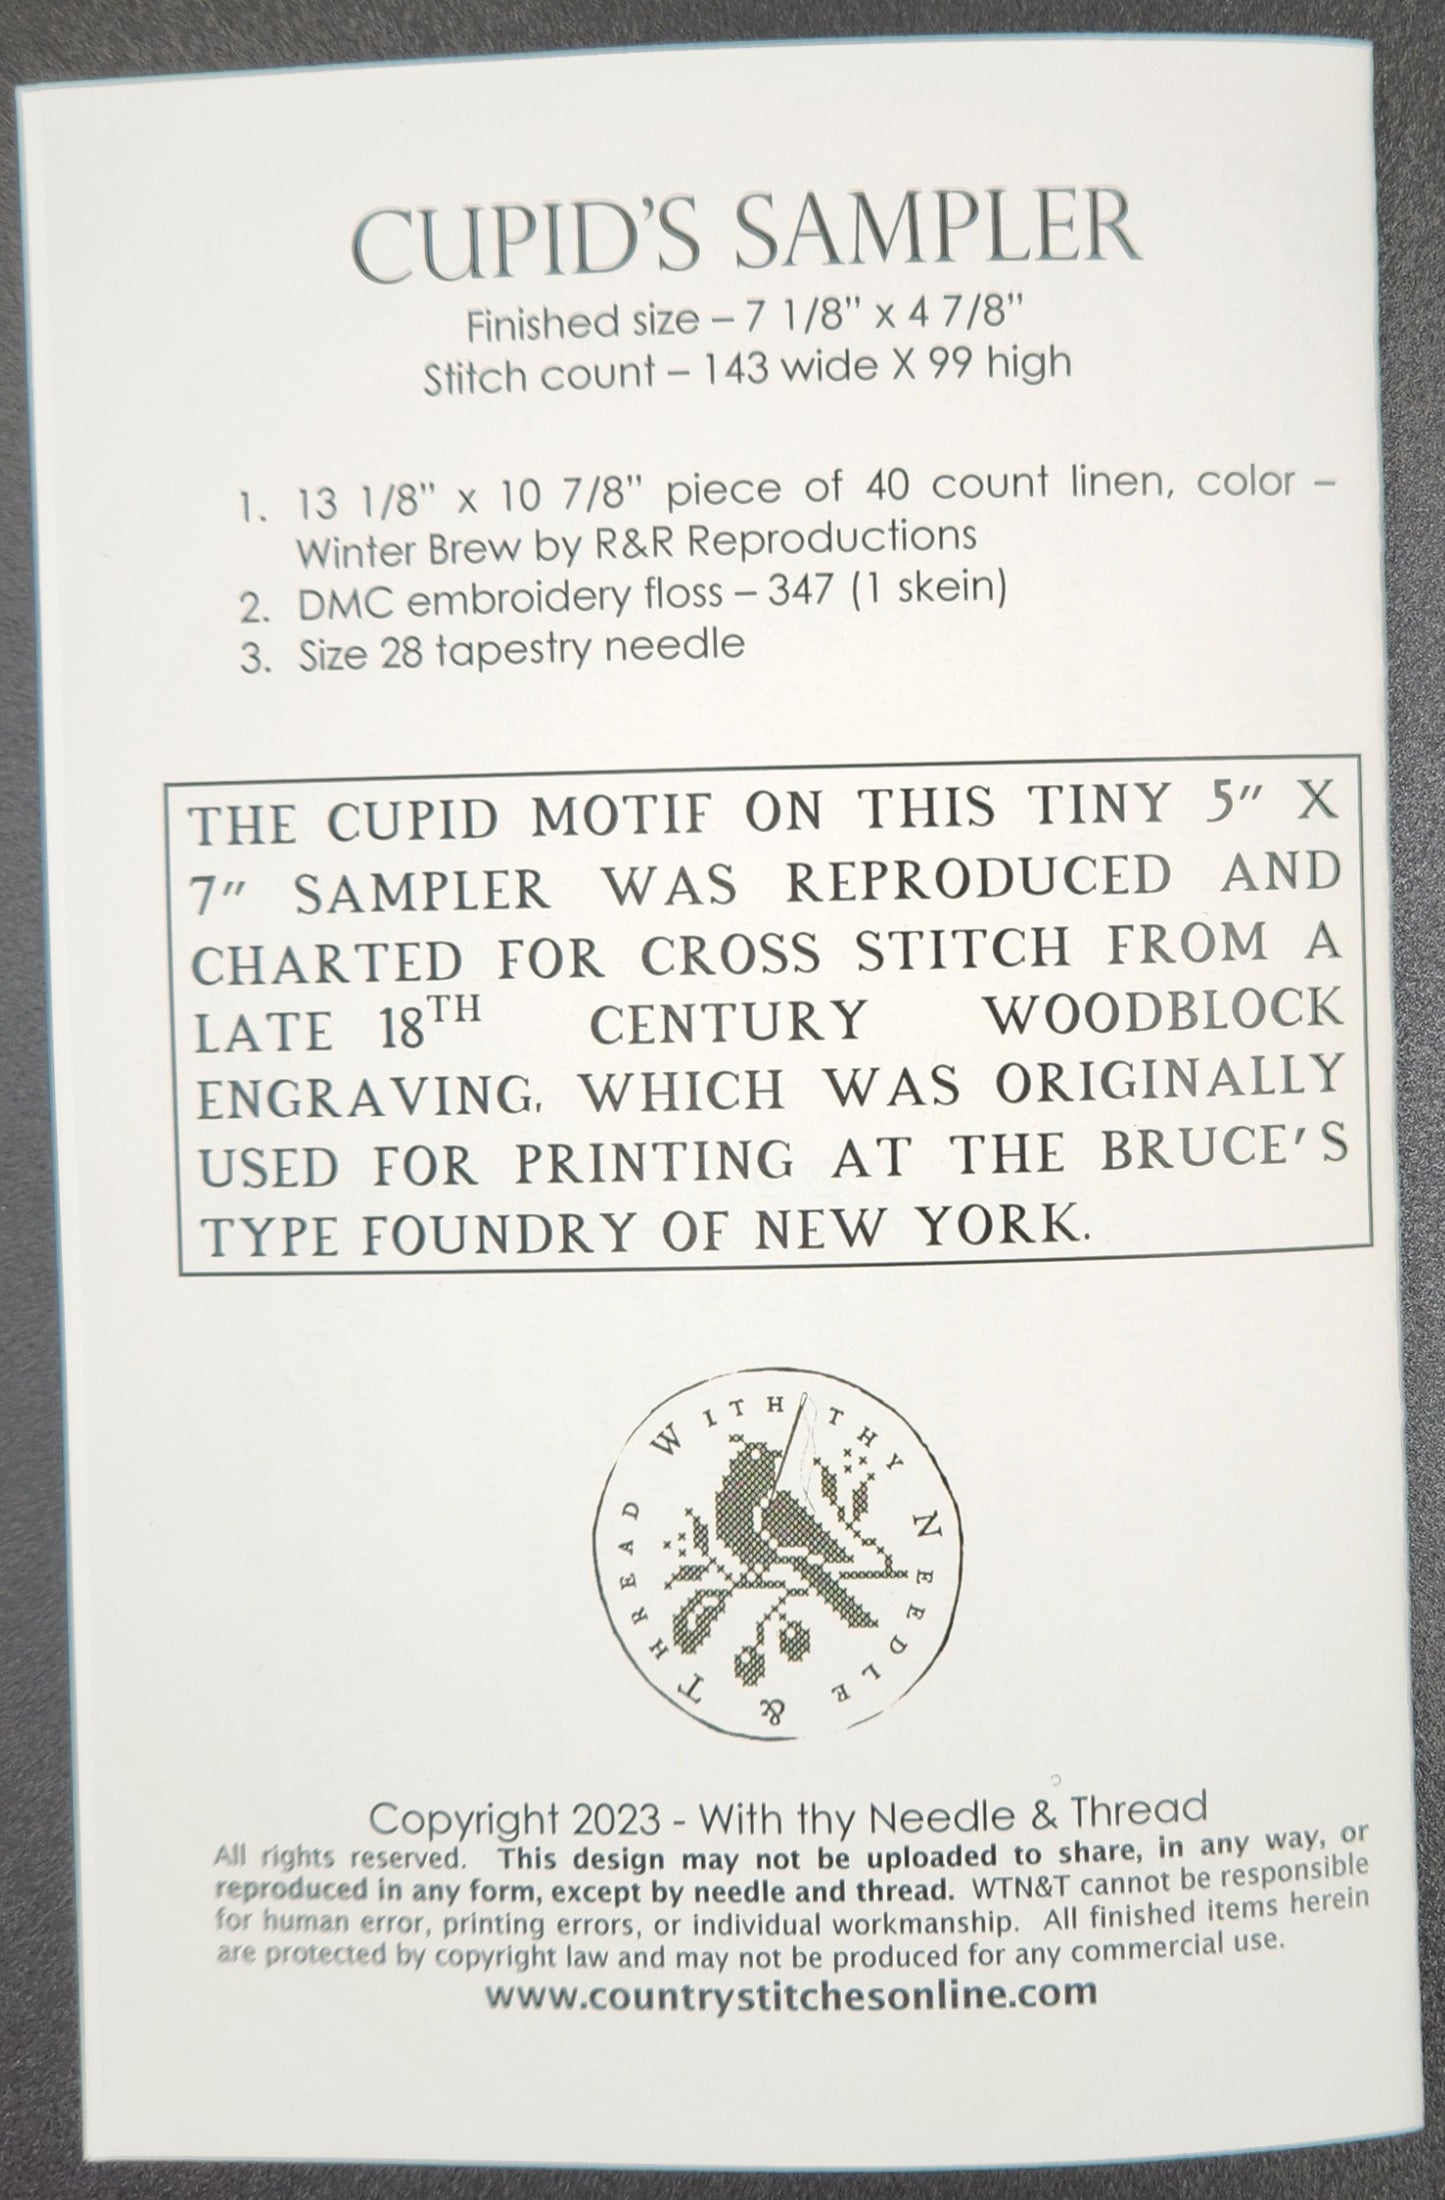 CUPID'S SAMPLER
Finished size – 7 1/8" x 4 7/8"
Stitch count – 143 wide X 99 high
1. 13 1/8" x 10 7/8" piece of 40 count linen, color –
Winter Brew by R&R Reproductions
2. DMC embroidery floss – 347 (1 skein)
3. Size 28 tapestry needle
THE CUPID MOTIF ON THIS TINY 5" X
7" SAMPLER WAS REPRODUCED AND
CHARTED FOR CROSS STITCH FROM A
LATE 18TH CENTURY WOODBLOCK
ENGRAVING, WHICH WAS ORIGINALLY
USED FOR PRINTING AT THE BRUCE'S
TYPE FOUNDRY OF NEW YORK.
WITH THY NEEDLE & THREAD
Copyright 2023 - With thy Needle & Thread
All rights reserved. This design may not be uploaded to share, in any way, or
reproduced in any form, except by needle and thread. WTN&T cannot be responsible
for human error, printing errors, or individual workmanship. All finished items herein
are protected by copyright law and may not be produced for any commercial use.
www.countrystitchesonline.com